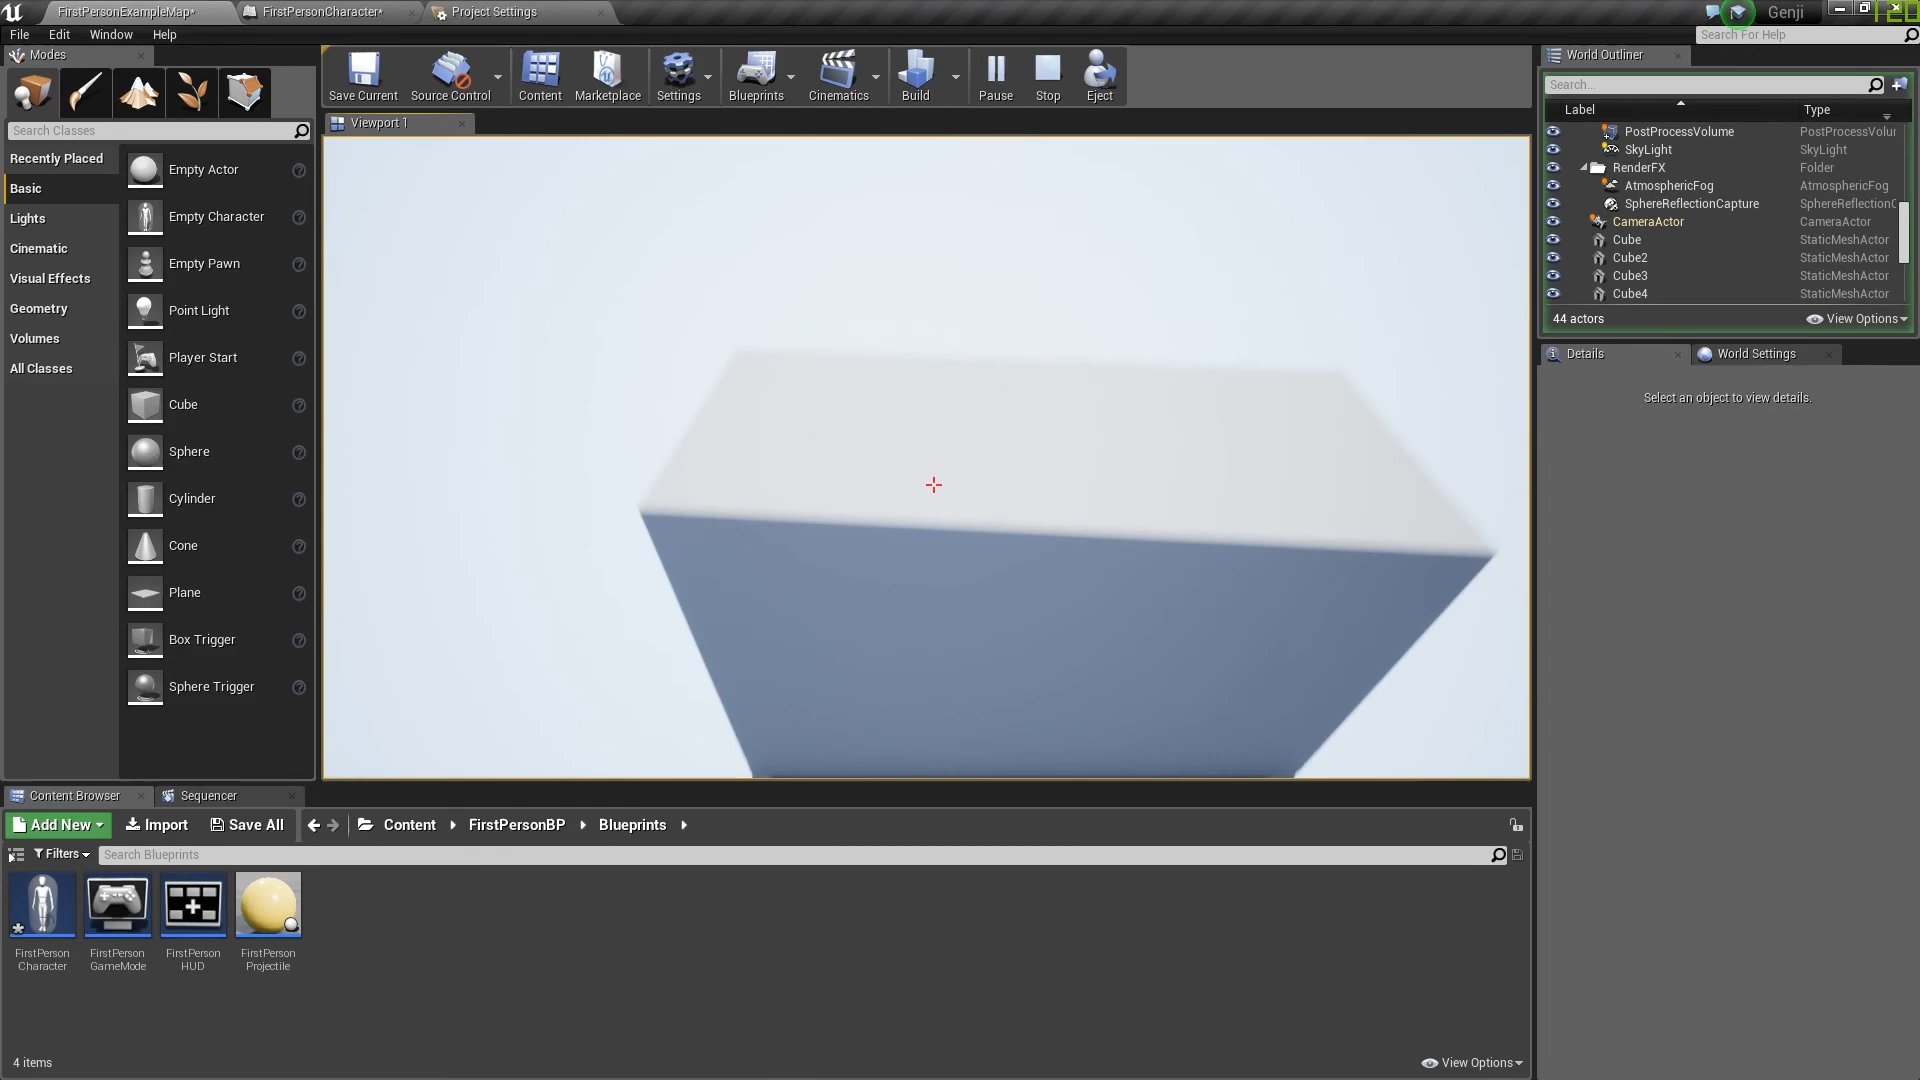 FirstPersonExampleMap*
FirstPersonCharacter*
Project Settings
Genji
120
File Edit Window Help
Search For Help
Modes
Search Classes
Recently Placed
Basic
Lights
Cinematic
Visual Effects
Geometry
Volumes
All Classes
Empty Actor
Empty Character
Empty Pawn
Point Light
Player Start
Cube
Sphere
Cylinder
Cone
Plane
Box Trigger
Sphere Trigger
Save Current
Source Control
Content
Marketplace
Settings
Blueprints
Cinematics
Build
Pause
Stop
Eject
Viewport 1
World Outliner
Search...
Label Type
PostProcessVolume PostProcessVolur
SkyLight SkyLight
RenderFX Folder
AtmosphericFog AtmosphericFog
SphereReflectionCapture SphereReflectionC
CameraActor CameraActor
Cube StaticMeshActor
Cube2 StaticMeshActor
Cube3 StaticMeshActor
Cube4 StaticMeshActor
44 actors
View Options
Details
World Settings
Select an object to view details.
Content Browser
Sequencer
Add New
Import
Save All
Content
FirstPersonBP
Blueprints
Filters
Search Blueprints
FirstPerson
Character
FirstPerson
GameMode
FirstPerson
HUD
FirstPerson
Projectile
4 items
View Options